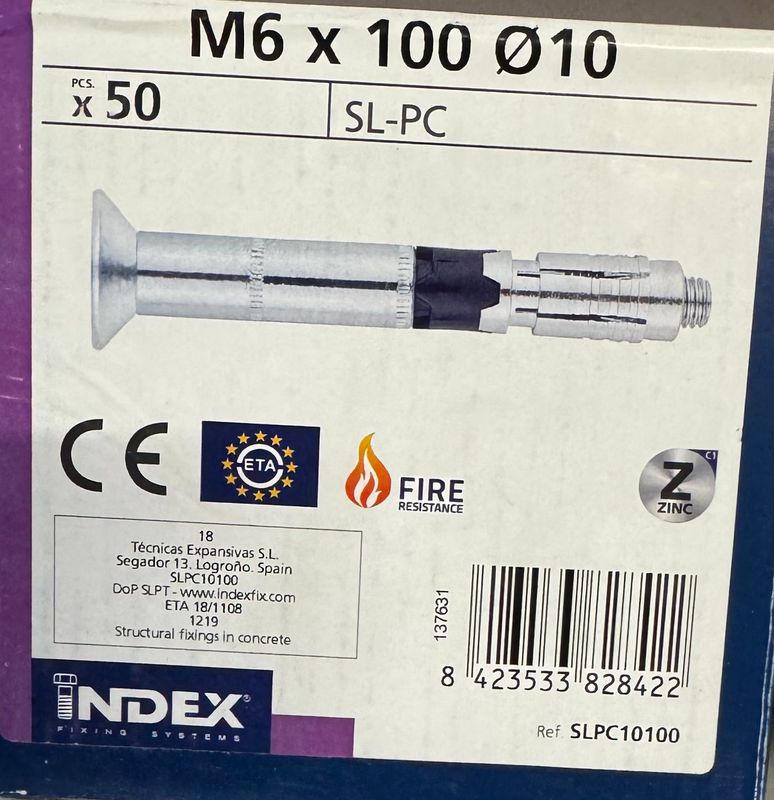 M6 x 100 Ø10
PCS.
x 50
SL-PC
CE
ETA
FIRE
RESISTANCE
C1
Z
ZINC
18
Técnicas Expansivas S.L.
Segador 13. Logroño. Spain
SLPC10100
DoP SLPT - www.indexfix.com
ETA 18/1108
1219
Structural fixings in concrete
137631
8 423533 828422
INDEX®
FIXING SYSTEMS
Ref. SLPC10100